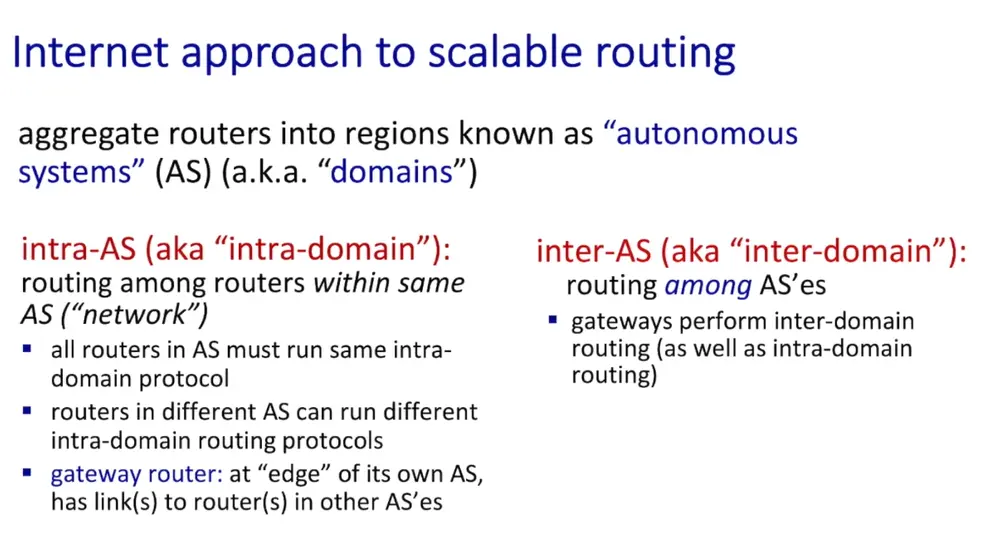 Internet approach to scalable routing
aggregate routers into regions known as “autonomous
systems” (AS) (a.k.a. “domains”)
intra-AS (aka “intra-domain”):
routing among routers within same
AS (“network”)
▪ all routers in AS must run same intra-
domain protocol
▪ routers in different AS can run different
intra-domain routing protocols
▪ gateway router: at “edge” of its own AS,
has link(s) to router(s) in other AS’es
inter-AS (aka “inter-domain”):
routing among AS’es
▪ gateways perform inter-domain
routing (as well as intra-domain
routing)